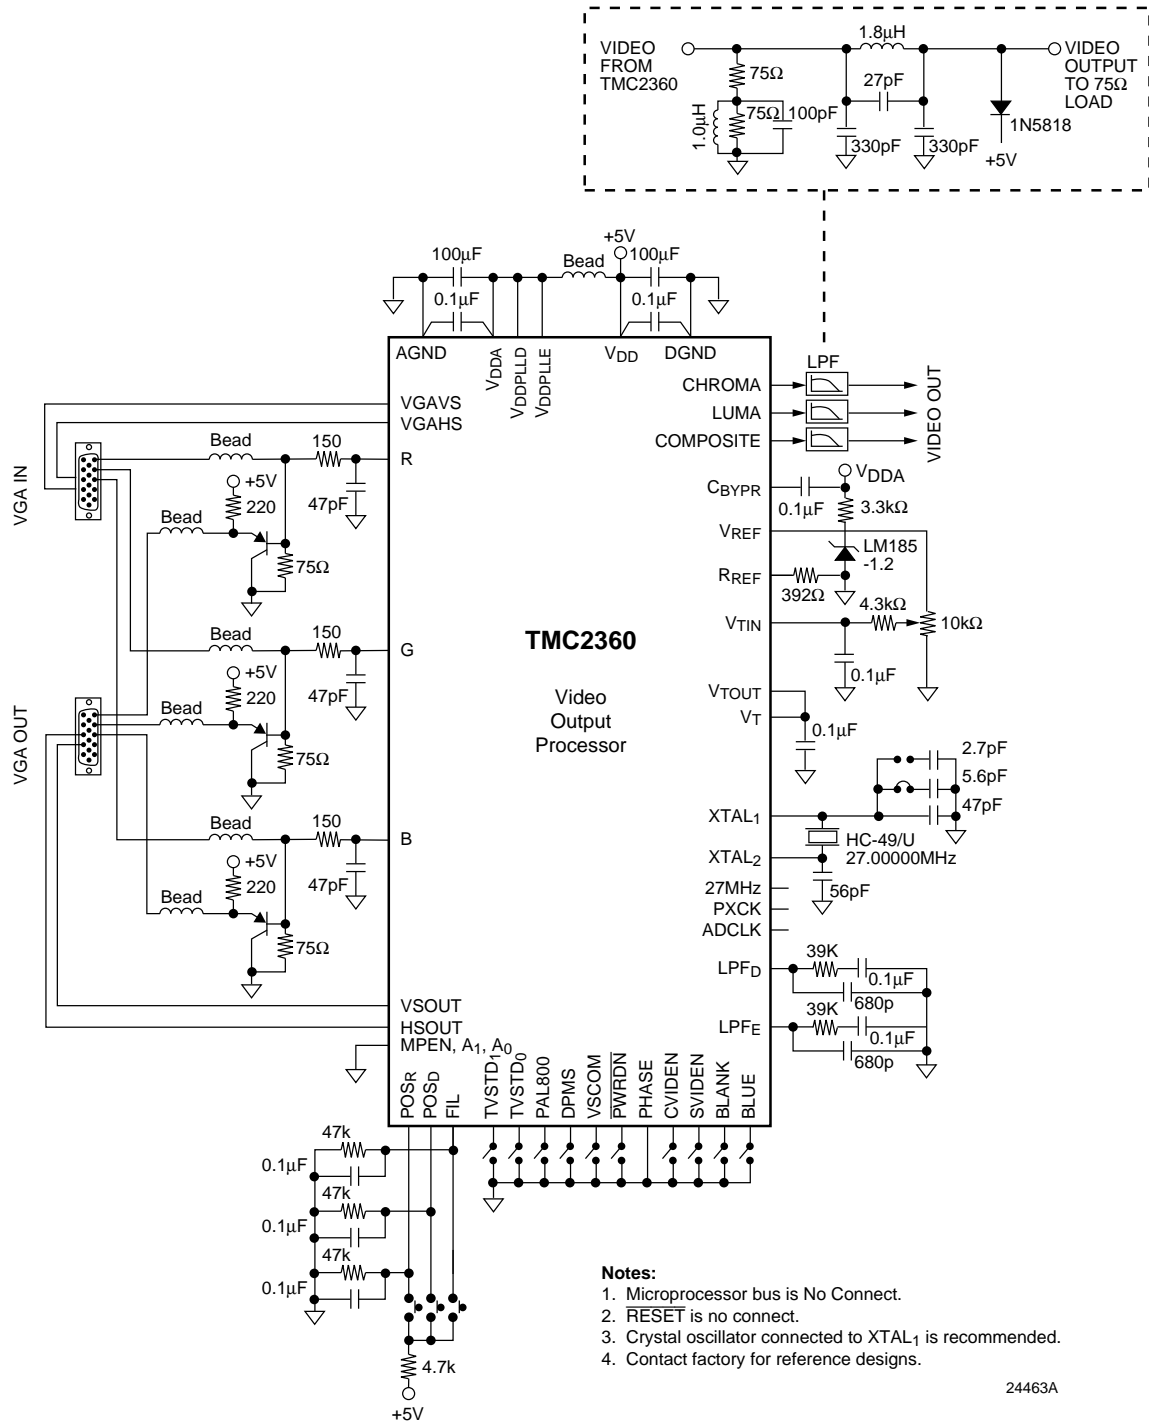 VIDEO
FROM
TMC2360
75Ω
75Ω
100pF
1.0µH
1.8µH
27pF
330pF
330pF
1N5818
+5V
VIDEO
OUTPUT
TO 75Ω
LOAD
+5V
100µF
Bead
100µF
0.1µF
0.1µF
AGND
VDDA
VDDPLLD
VDDPLLE
VDD
DGND
LPF
CHROMA
LUMA
COMPOSITE
VIDEO OUT
VGAVS
VGAHS
VGA IN
Bead
150
R
+5V
220
47pF
Bead
75Ω
CBYPR
0.1µF
VDDA
3.3kΩ
VREF
LM185
-1.2
RREF
392Ω
4.3kΩ
VTIN
10kΩ
0.1µF
Bead
150
G
+5V
220
47pF
Bead
75Ω
VGA OUT
TMC2360
Video
Output
Processor
VTOUT
VT
0.1µF
2.7pF
5.6pF
47pF
XTAL1
HC-49/U
27.00000MHz
XTAL2
56pF
27MHz
PXCK
ADCLK
Bead
150
B
+5V
220
47pF
Bead
75Ω
LPFD
39K
0.1µF
680p
LPFE
39K
0.1µF
680p
VSOUT
HSOUT
MPEN, A1, A0
POSR
POSD
FIL
TVSTD1
TVSTD0
PAL800
DPMS
VSCOM
PWRDN
PHASE
CVIDEN
SVIDEN
BLANK
BLUE
47k
0.1µF
47k
0.1µF
47k
0.1µF
4.7k
+5V
Notes:
1. Microprocessor bus is No Connect.
2. RESET is no connect.
3. Crystal oscillator connected to XTAL1 is recommended.
4. Contact factory for reference designs.
24463A